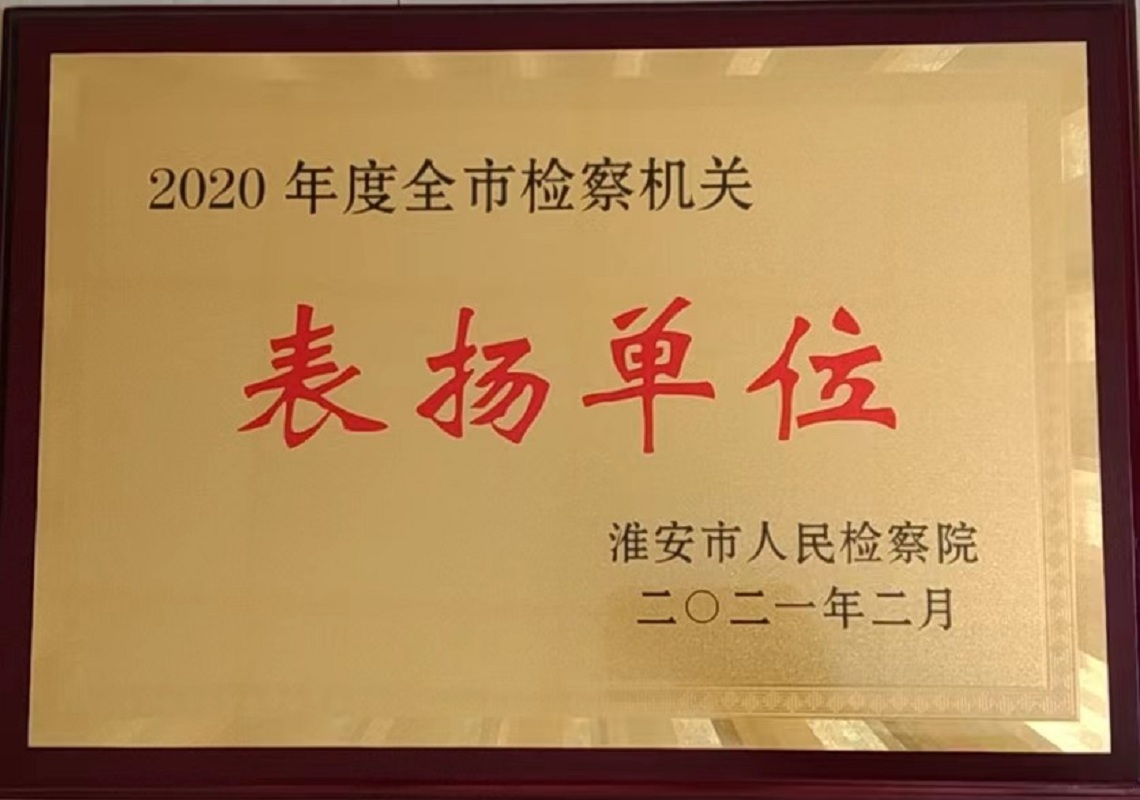 2020 年度全市检察机关
表扬单位
淮安市人民检察院
二〇二一年二月